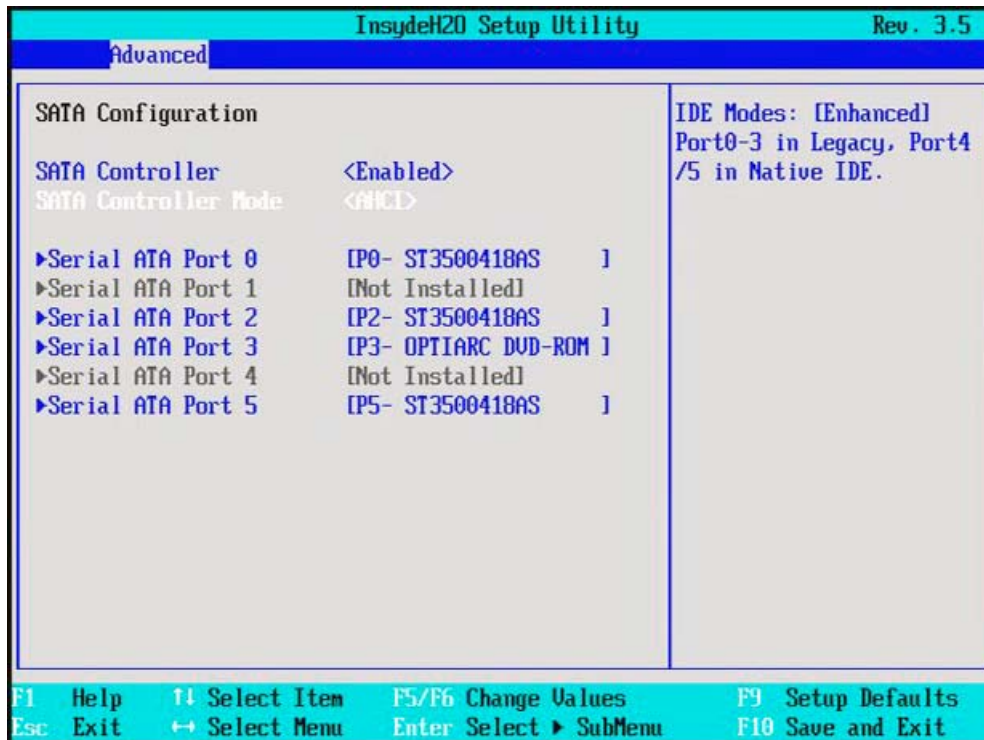 InsydeH2O Setup Utility Rev. 3.5
Advanced
SATA Configuration
SATA Controller <Enabled>
SATA Controller Mode <AHCI>
▶Serial ATA Port 0 [P0- ST3500418AS ]
▶Serial ATA Port 1 [Not Installed]
▶Serial ATA Port 2 [P2- ST3500418AS ]
▶Serial ATA Port 3 [P3- OPTIARC DVD-ROM ]
▶Serial ATA Port 4 [Not Installed]
▶Serial ATA Port 5 [P5- ST3500418AS ]
IDE Modes: [Enhanced]
Port0-3 in Legacy, Port4
/5 in Native IDE.
F1 Help ↑↓ Select Item F5/F6 Change Values F9 Setup Defaults
Esc Exit ↔ Select Menu Enter Select ▶ SubMenu F10 Save and Exit